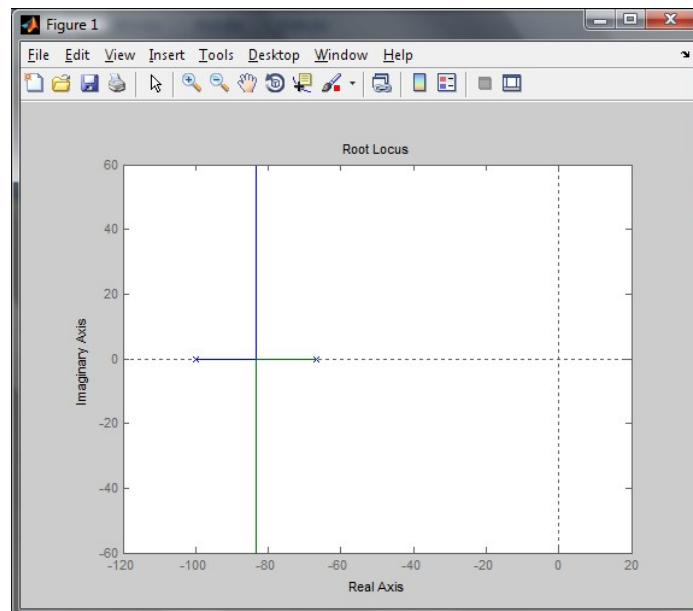 Figure 1
File Edit View Insert Tools Desktop Window Help
Root Locus
60
40
20
0
-20
-40
-60
Imaginary Axis
-120 -100 -80 -60 -40 -20 0 20
Real Axis